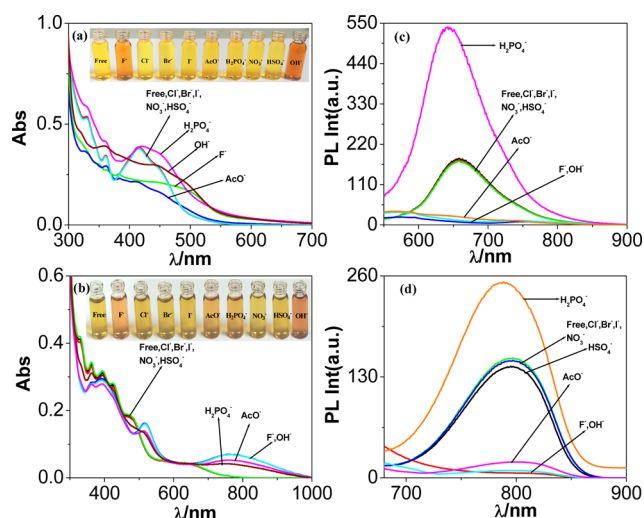 (a)
Free F⁻ Cl⁻ Br⁻ I⁻ AcO⁻ H₂PO₄⁻ NO₃⁻ HSO₄⁻ OH⁻
Free,Cl⁻,Br⁻,I⁻,
NO₃⁻,HSO₄⁻
H₂PO₄⁻
OH⁻
F⁻
AcO⁻
Abs
1.0
0.5
0.0
300 400 500 600 700
λ/nm
(c)
H₂PO₄⁻
Free,Cl⁻,Br⁻,I⁻,
NO₃⁻,HSO₄⁻
AcO⁻
F⁻,OH⁻
PL Int(a.u.)
550
440
330
220
110
0
600 700 800 900
λ/nm
(b)
Free F⁻ Cl⁻ Br⁻ I⁻ AcO⁻ H₂PO₄⁻ NO₃⁻ HSO₄⁻ OH⁻
Free,Cl⁻,Br⁻,I⁻,
NO₃⁻,HSO₄⁻
H₂PO₄⁻
AcO⁻
F⁻,OH⁻
Abs
0.6
0.4
0.2
0.0
400 600 800 1000
λ/nm
(d)
H₂PO₄⁻
Free,Cl⁻,Br⁻,I⁻,
NO₃⁻
HSO₄⁻
AcO⁻
F⁻,OH⁻
PL Int(a.u.)
260
130
0
700 800 900
λ/nm